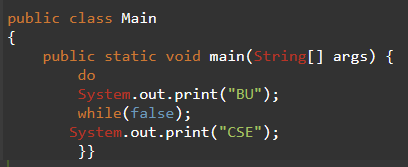 public class Main
{
    public static void main(String[] args) {
        do
        System.out.print("BU");
        while(false);
       System.out.print("CSE");
        }}